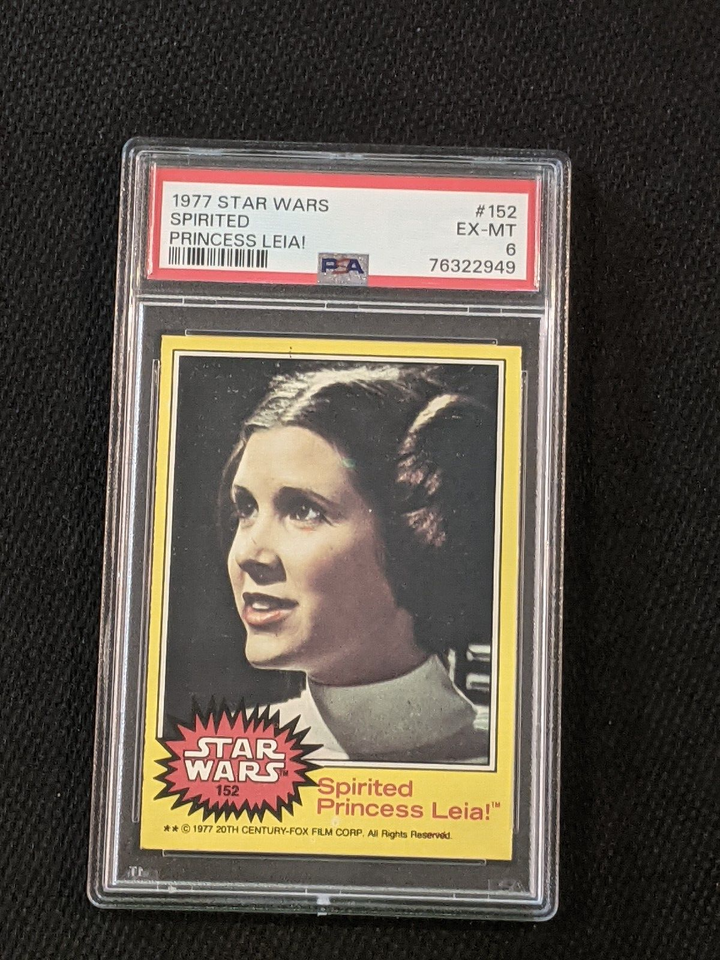 1977 STAR WARS #152
SPIRITED EX-MT
PRINCESS LEIA! 6
PSA 76322949
STAR
WARS™
152
Spirited
Princess Leia!™
★★ © 1977 20TH CENTURY-FOX FILM CORP. All Rights Reserved.